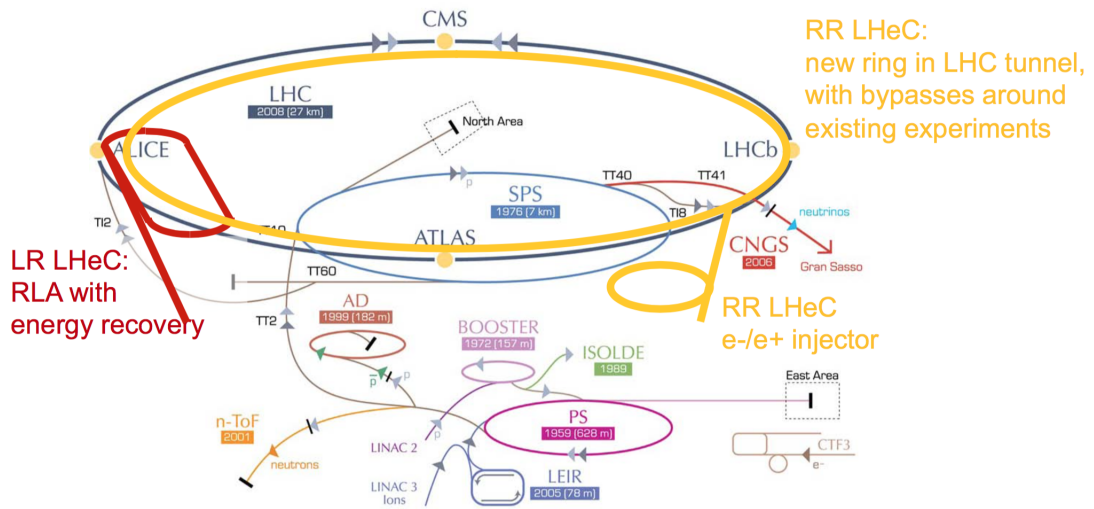 CMS
RR LHeC:
new ring in LHC tunnel,
with bypasses around
existing experiments
LHC
2008 (27 km)
North Area
ALICE
LHCb
TT40
TT41
SPS
1976 (7 km)
p
TI2
TI8
neutrinos
ATLAS
CNGS
2006
Gran Sasso
LR LHeC:
RLA with
energy recovery
TT60
AD
1999 (182 m)
TT2
RR LHeC
e-/e+ injector
BOOSTER
1972 (157 m)
ISOLDE
1989
p̅
p
East Area
n-ToF
2001
PS
1959 (628 m)
p
LINAC 2
neutrons
CTF3
e-
LINAC 3
Ions
LEIR
2005 (78 m)